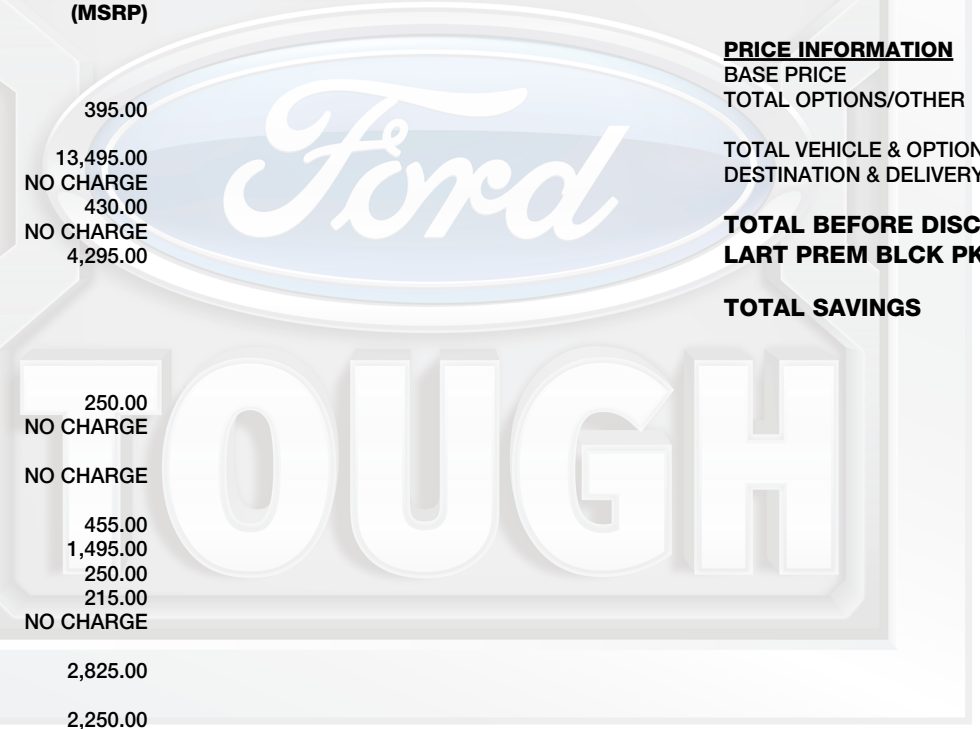 (MSRP)
395.00
13,495.00
NO CHARGE
430.00
NO CHARGE
4,295.00
250.00
NO CHARGE
NO CHARGE
455.00
1,495.00
250.00
215.00
NO CHARGE
2,825.00
2,250.00
PRICE INFORMATION
BASE PRICE
TOTAL OPTIONS/OTHER
TOTAL VEHICLE & OPTION
DESTINATION & DELIVERY
TOTAL BEFORE DISC
LART PREM BLCK PK
TOTAL SAVINGS
Ford
TOUGH